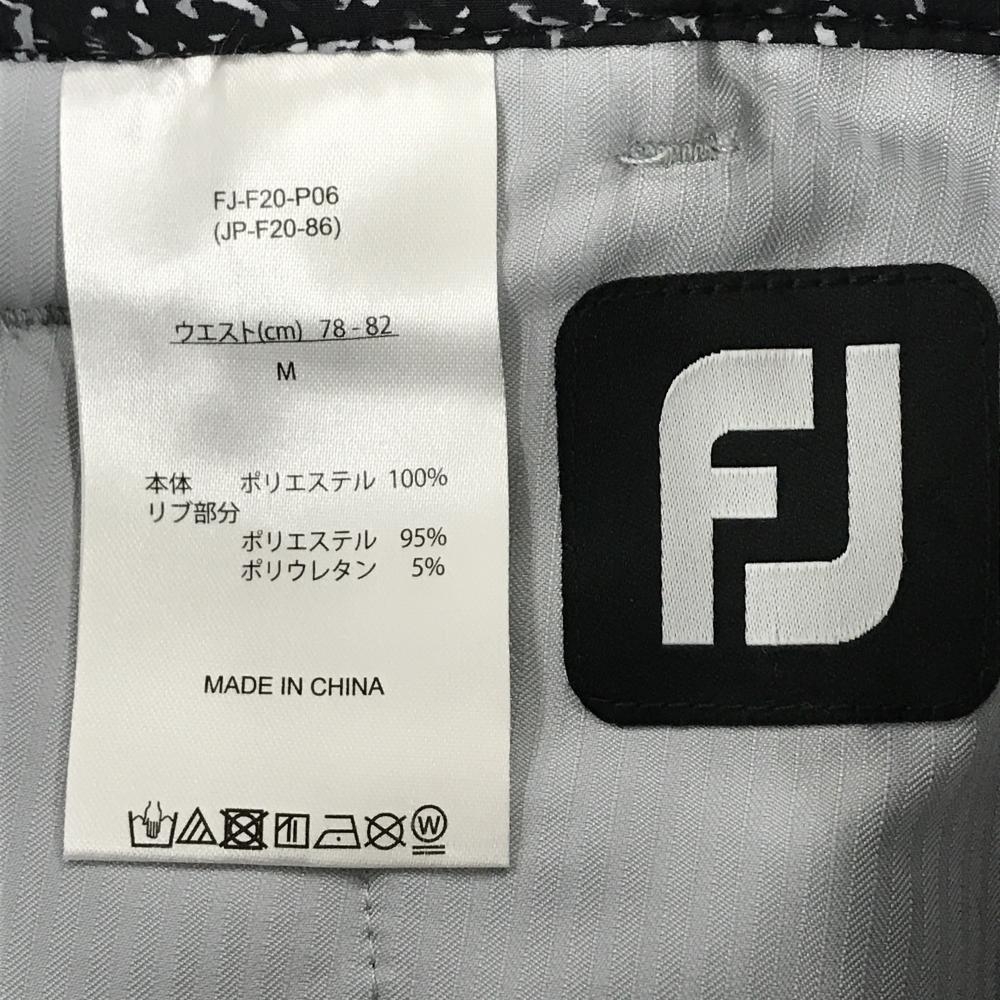 FJ-F20-P06
(JP-F20-86)
ウエスト(cm) 78 - 82
M
本体 ポリエステル 100%
リブ部分
ポリエステル 95%
ポリウレタン 5%
MADE IN CHINA
W
FJ